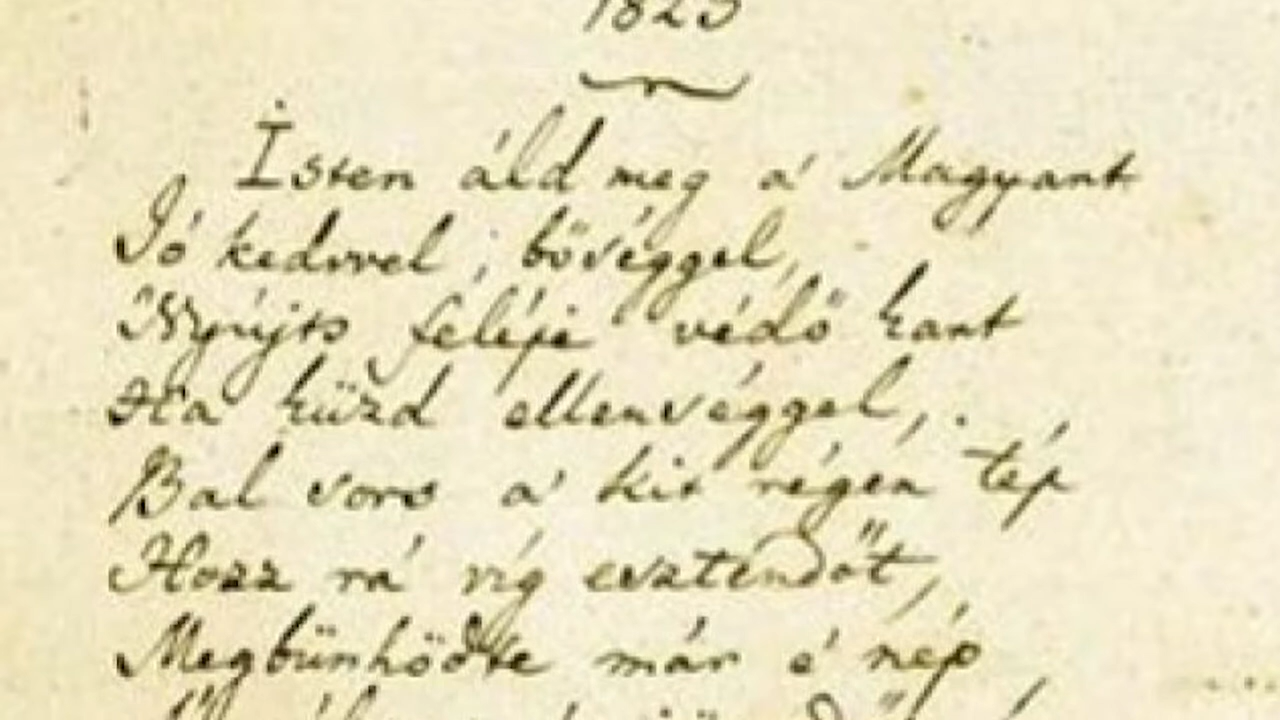 1823
Isten áld meg a' Magyart
Jó kedvvel, bőséggel,
Nyújts feléje védő kart
Ha küzd ellenséggel,
Bal sors a' kit régen tép
Hozz rá víg esztendőt,
Megbünhödte már é nép